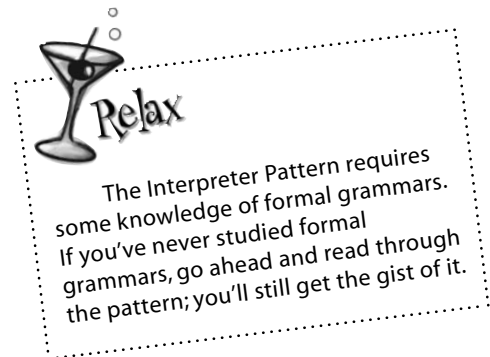 Relax
The Interpreter Pattern requires
some knowledge of formal grammars.
If you've never studied formal
grammars, go ahead and read through
the pattern; you'll still get the gist of it.